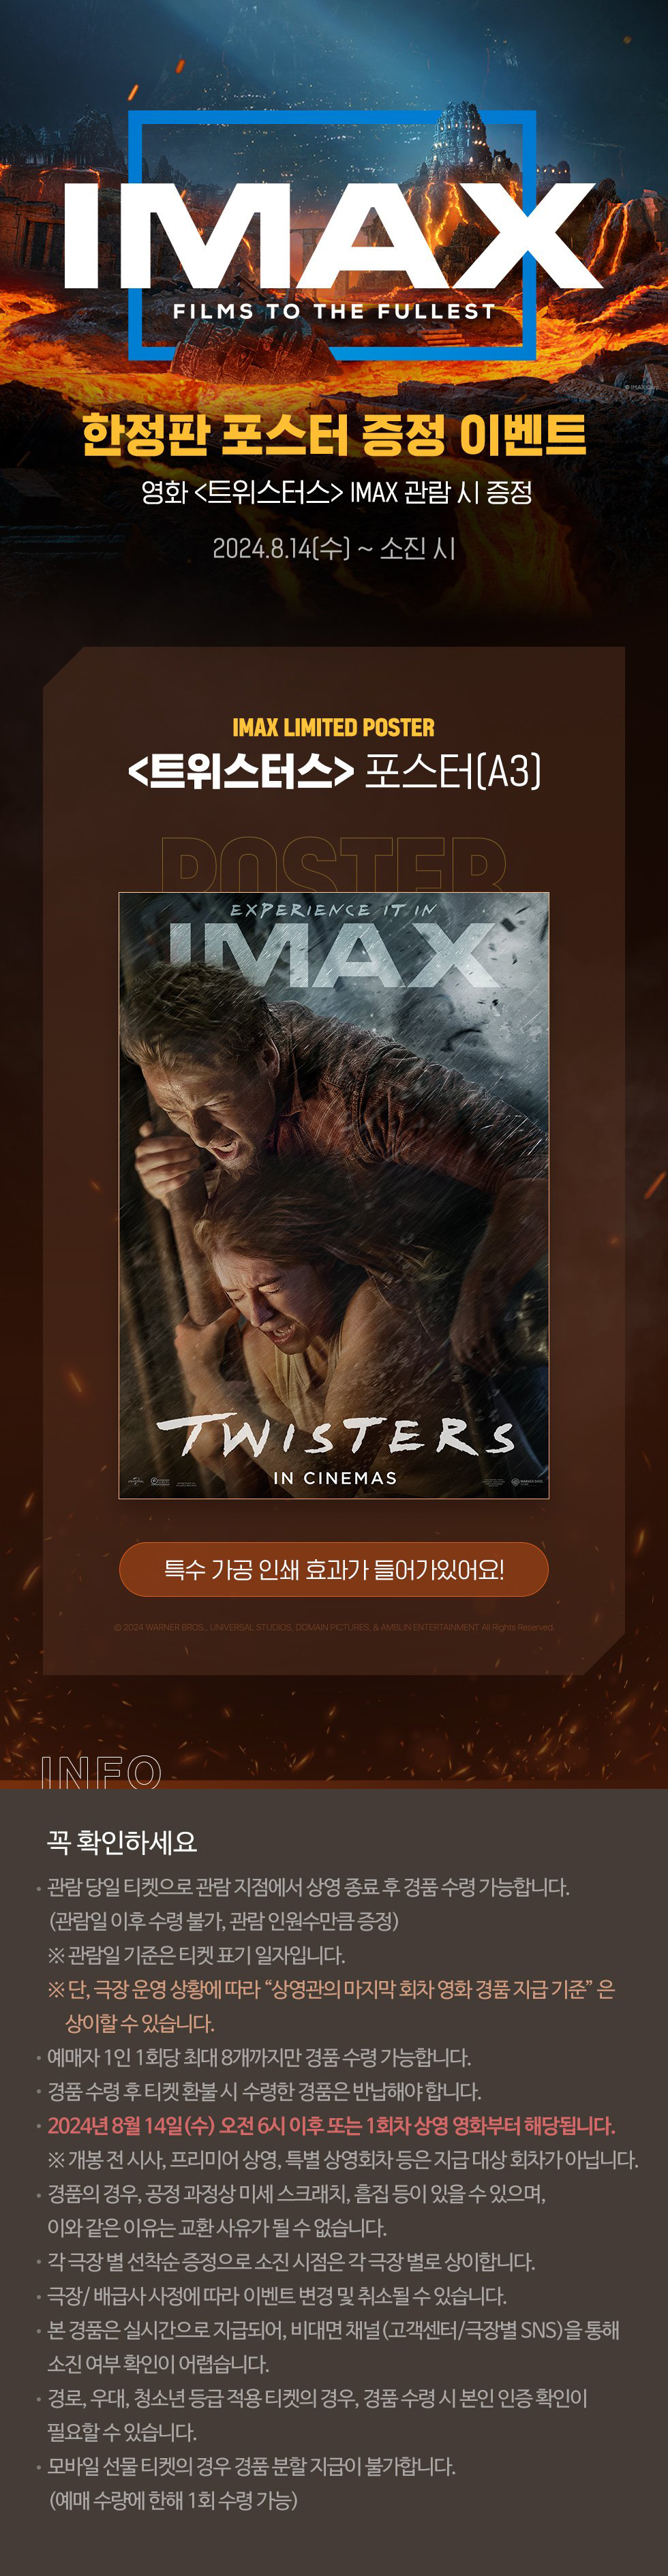 IMAX
FILMS TO THE FULLEST
한정판 포스터 증정 이벤트
영화 <트위스터스> IMAX 관람 시 증정
2024.8.14(수) ~ 소진 시
IMAX LIMITED POSTER
<트위스터스> 포스터(A3)
POSTER
EXPERIENCE IT IN
IMAX
TWISTERS
IN CINEMAS
특수 가공 인쇄 효과가 들어가있어요!
© 2024 WARNER BROS., UNIVERSAL STUDIOS, DOMAIN PICTURES, & AMBLIN ENTERTAINMENT All Rights Reserved.
INFO
꼭 확인하세요
• 관람 당일 티켓으로 관람 지점에서 상영 종료 후 경품 수령 가능합니다.
(관람일 이후 수령 불가, 관람 인원수만큼 증정)
※ 관람일 기준은 티켓 표기 일자입니다.
※ 단, 극장 운영 상황에 따라 “상영관의 마지막 회차 영화 경품 지급 기준” 은
상이할 수 있습니다.
• 예매자 1인 1회당 최대 8개까지만 경품 수령 가능합니다.
• 경품 수령 후 티켓 환불 시 수령한 경품은 반납해야 합니다.
• 2024년 8월 14일(수) 오전 6시 이후 또는 1회차 상영 영화부터 해당됩니다.
※ 개봉 전 시사, 프리미어 상영, 특별 상영회차 등은 지급 대상 회차가 아닙니다.
• 경품의 경우, 공정 과정상 미세 스크래치, 흠집 등이 있을 수 있으며,
이와 같은 이유는 교환 사유가 될 수 없습니다.
• 각 극장 별 선착순 증정으로 소진 시점은 각 극장 별로 상이합니다.
• 극장/ 배급사 사정에 따라 이벤트 변경 및 취소될 수 있습니다.
• 본 경품은 실시간으로 지급되어, 비대면 채널(고객센터/극장별 SNS)을 통해
소진 여부 확인이 어렵습니다.
• 경로, 우대, 청소년 등급 적용 티켓의 경우, 경품 수령 시 본인 인증 확인이
필요할 수 있습니다.
• 모바일 선물 티켓의 경우 경품 분할 지급이 불가합니다.
(예매 수량에 한해 1회 수령 가능)